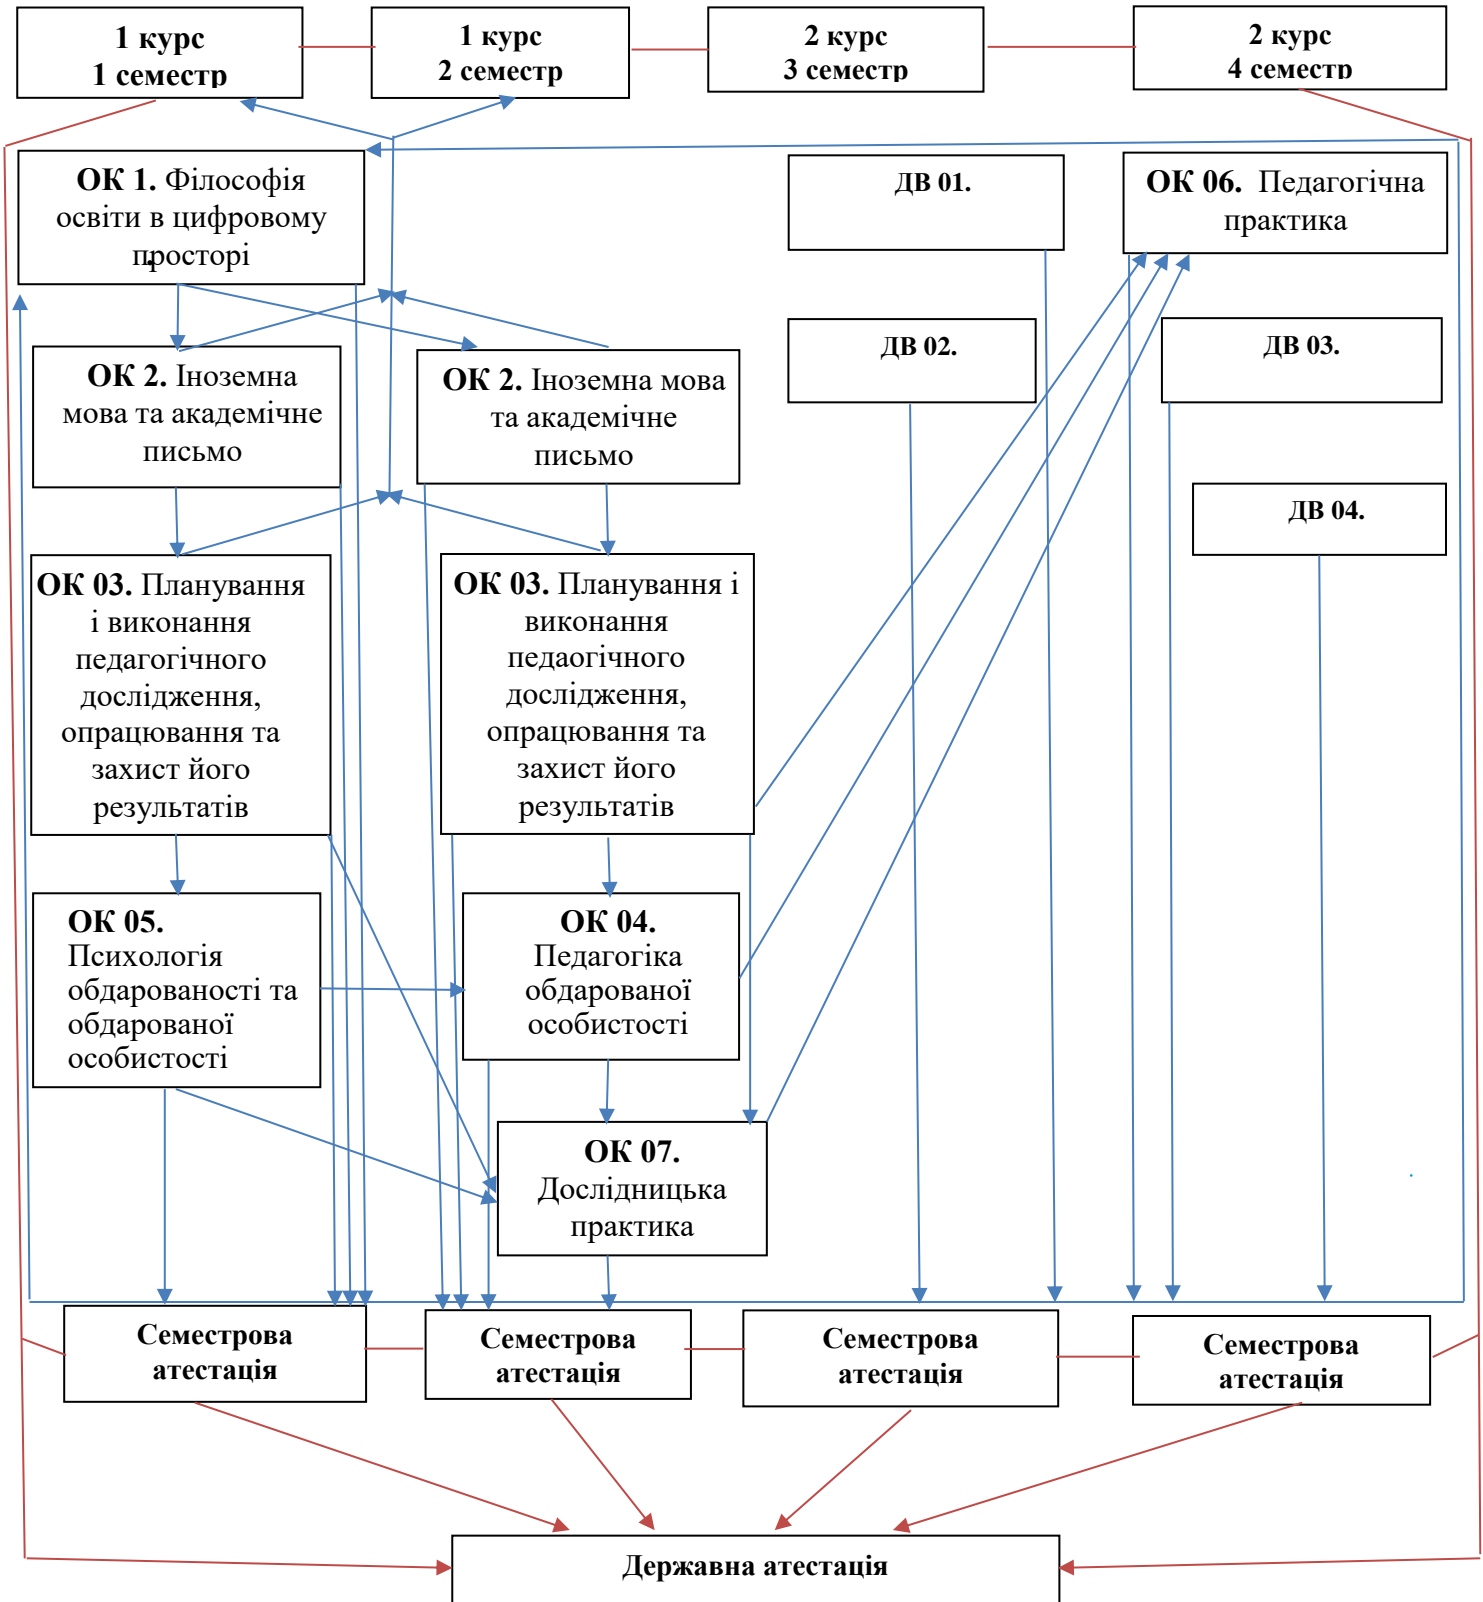 1 курс
1 семестр
1 курс
2 семестр
2 курс
3 семестр
2 курс
4 семестр
ОК 1. Філософія
освіти в цифровому
просторі
ДВ 01.
ОК 06. Педагогічна
практика
ОК 2. Іноземна
мова та академічне
письмо
ОК 2. Іноземна мова
та академічне
письмо
ДВ 02.
ДВ 03.
ДВ 04.
ОК 03. Планування
і виконання
педагогічного
дослідження,
опрацювання та
захист його
результатів
ОК 03. Планування і
виконання
педаогічного
дослідження,
опрацювання та
захист його
результатів
ОК 05.
Психологія
обдарованості та
обдарованої
особистості
ОК 04.
Педагогіка
обдарованої
особистості
ОК 07.
Дослідницька
практика
Семестрова
атестація
Семестрова
атестація
Семестрова
атестація
Семестрова
атестація
Державна атестація